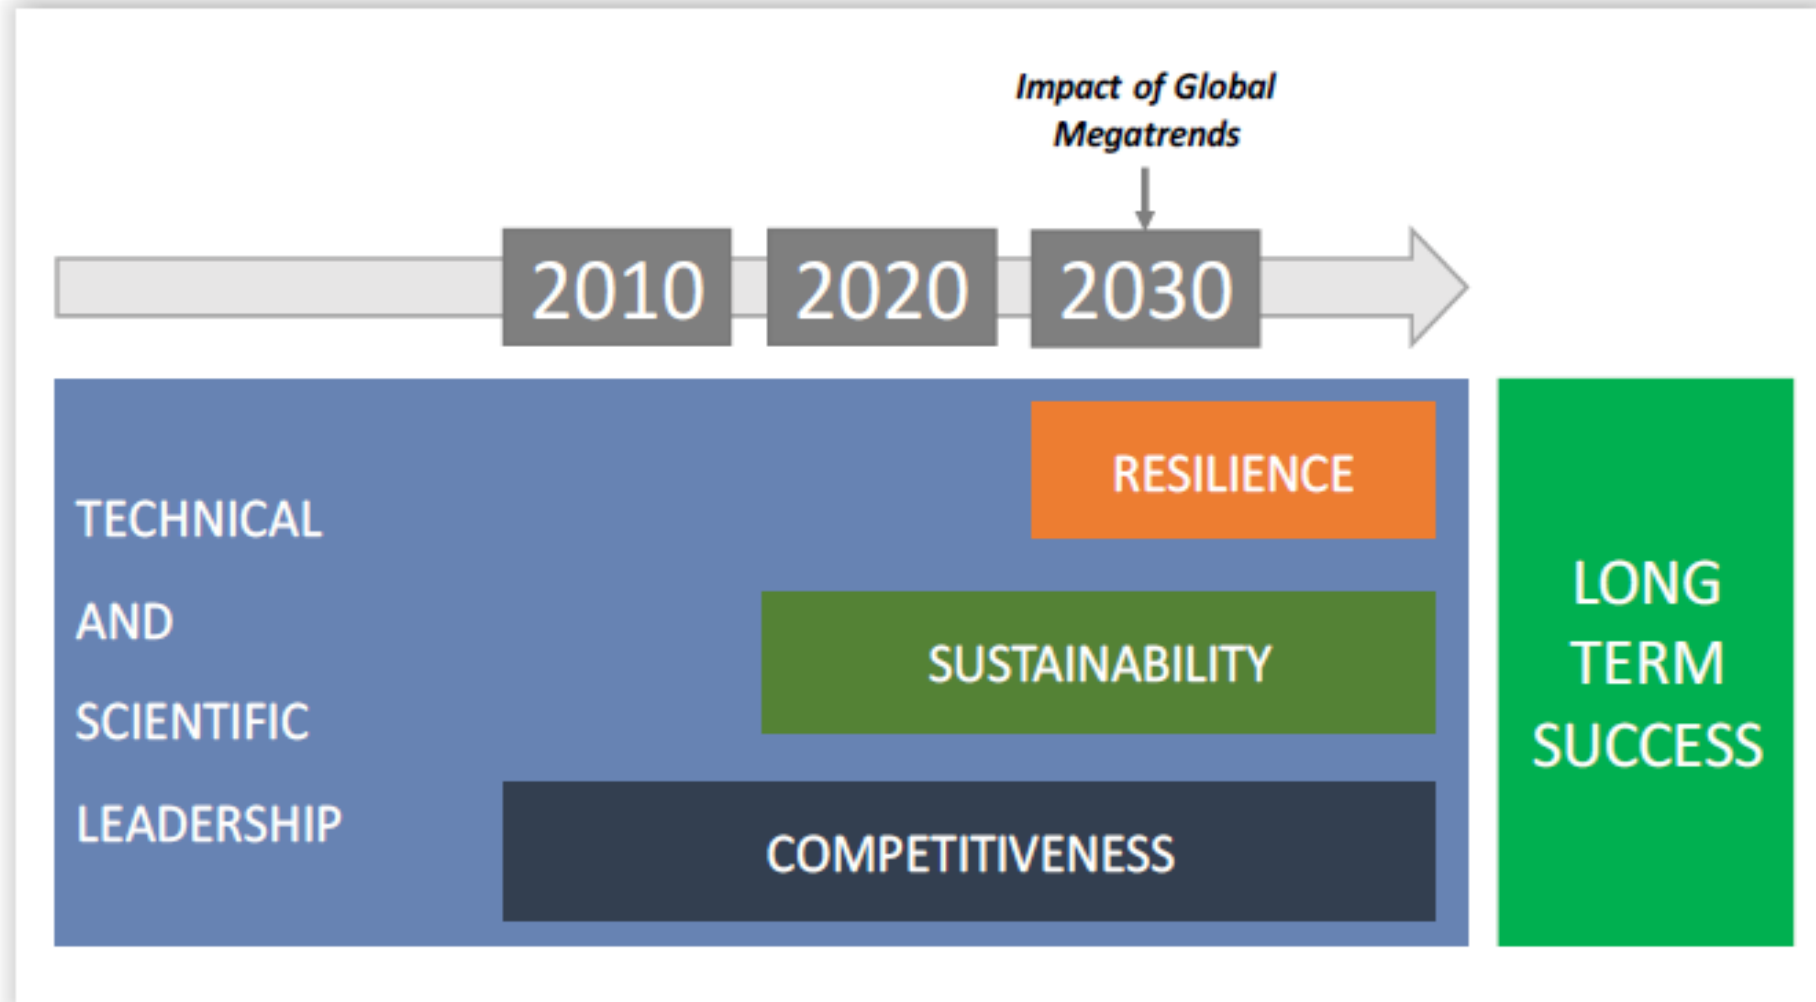 Impact of Global
Megatrends
2010 2020 2030
TECHNICAL
AND
SCIENTIFIC
LEADERSHIP
RESILIENCE
SUSTAINABILITY
COMPETITIVENESS
LONG
TERM
SUCCESS